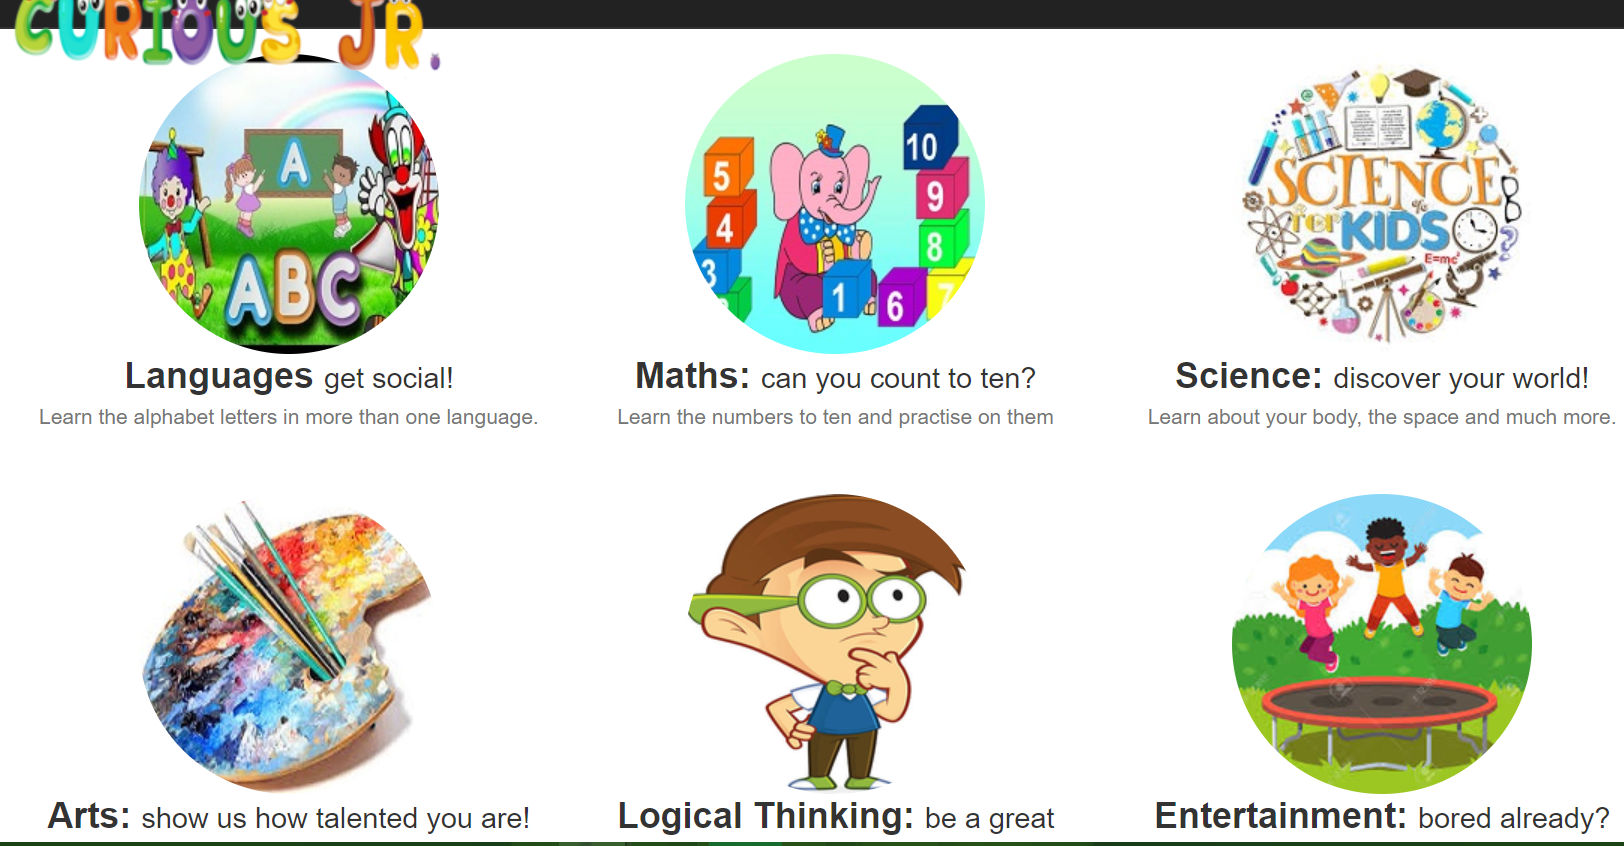 CURIOUS JR.
A
ABC
5
4
3
1
6
7
8
9
10
SCIENCE
for
KIDS
E=mc²
Languages get social!
Learn the alphabet letters in more than one language.
Maths: can you count to ten?
Learn the numbers to ten and practise on them
Science: discover your world!
Learn about your body, the space and much more.
Arts: show us how talented you are!
Logical Thinking: be a great
Entertainment: bored already?